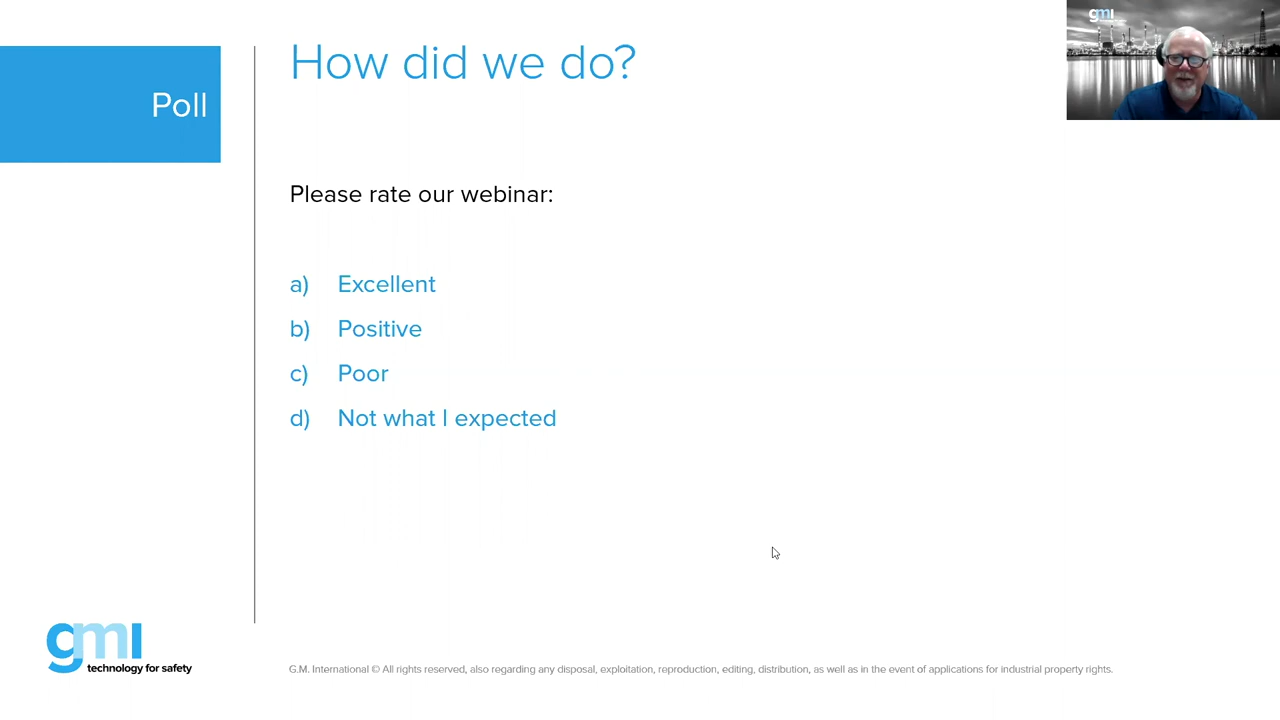 How did we do?
Poll
Please rate our webinar:
a) Excellent
b) Positive
c) Poor
d) Not what I expected
gmi
technology for safety
G.M. International © All rights reserved, also regarding any disposal, exploitation, reproduction, editing, distribution, as well as in the event of applications for industrial property rights.
gmi